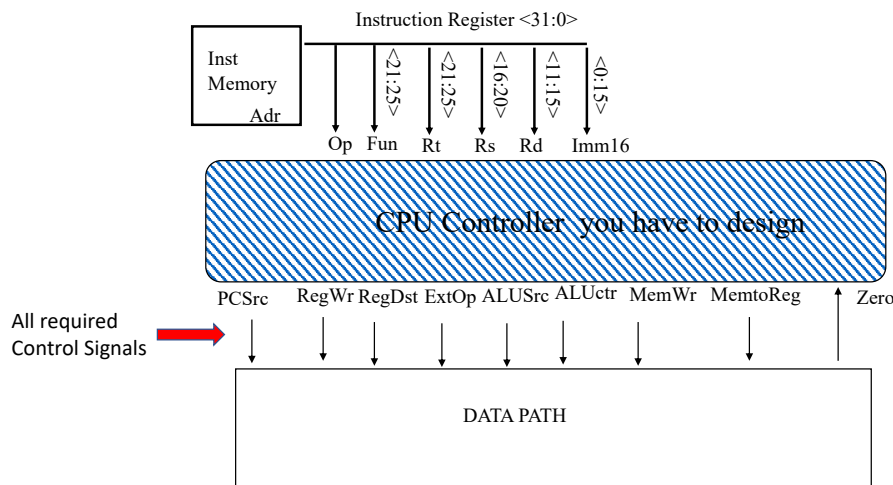 Instruction Register <31:0>
Inst
Memory
Adr
<21:25>
<21:25>
<16:20>
<11:15>
<0:15>
Op Fun Rt Rs Rd Imm16
CPU Controller you have to design
PCSrc RegWr RegDst ExtOp ALUSrc ALUctr MemWr MemtoReg Zero
All required
Control Signals
DATA PATH